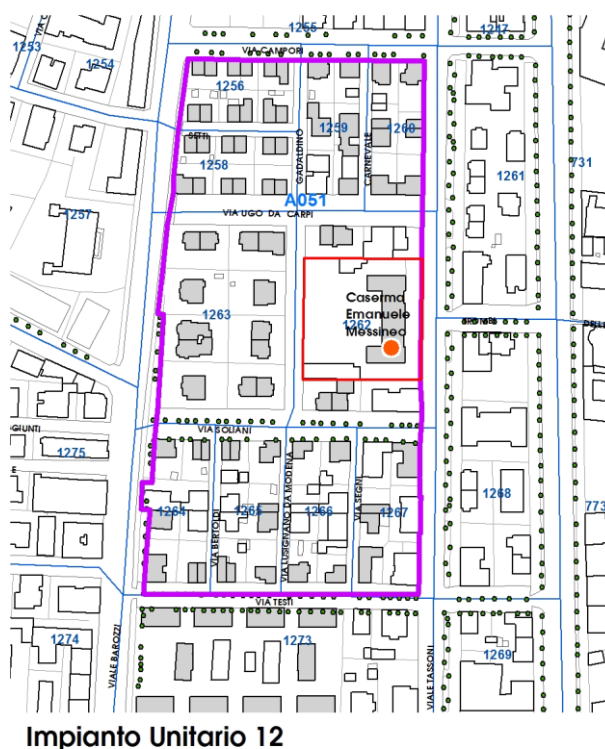 1255
1247
VIA CAMPORI
1253
1254
1256
1259
1260
SETTI
1258
GADALDINO
CARNEVALE
1261
731
A051
VIA UGO DA CARPI
1257
1263
Caserma
Emanuele
1262
Messineo
VIA SOLIANI
GIUNTI
1275
E
1264
VIA BERTOLDI
1265
VIA LUSIGNANO DA MODENA
1266
VIA SEGNI
1267
1268
773
VIA TESTI
1274
VIALE BAROZZI
1273
VIALE TASSONI
1269
Impianto Unitario 12